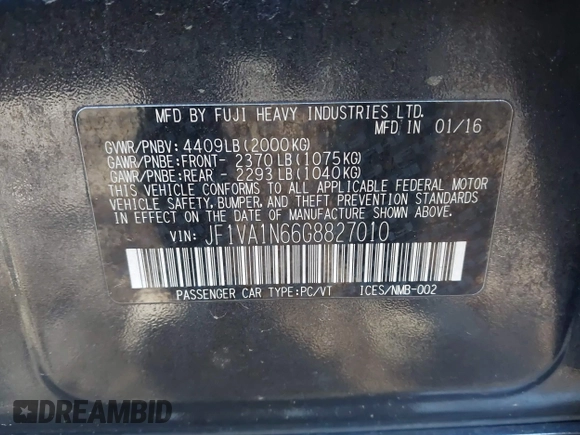 MFD BY FUJI HEAVY INDUSTRIES LTD.
MFD IN 01/16
GVWR/PNBV: 4409LB(2000KG)
GAWR/PNBE:FRONT- 2370LB(1075KG)
GAWR/PNBE:REAR - 2293LB(1040KG)
THIS VEHICLE CONFORMS TO ALL APPLICABLE FEDERAL MOTOR
VEHICLE SAFETY, BUMPER, AND THEFT PREVENTION STANDARDS
IN EFFECT ON THE DATE OF MANUFACTURE SHOWN ABOVE.
VIN: JF1VA1N66G8827010
PASSENGER CAR TYPE:PC/VT ICES/NMB-002
DREAMBID